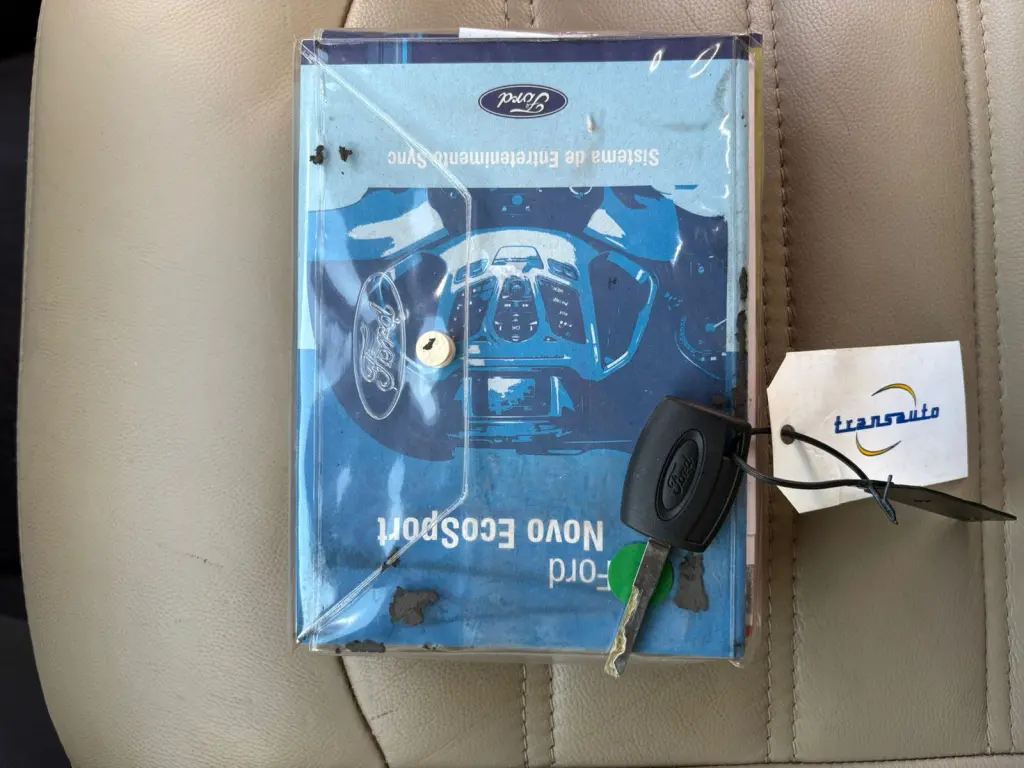 Ford
Novo EcoSport
Sistema de Entretenimento Sync
Ford
Ford
Ford
transauto